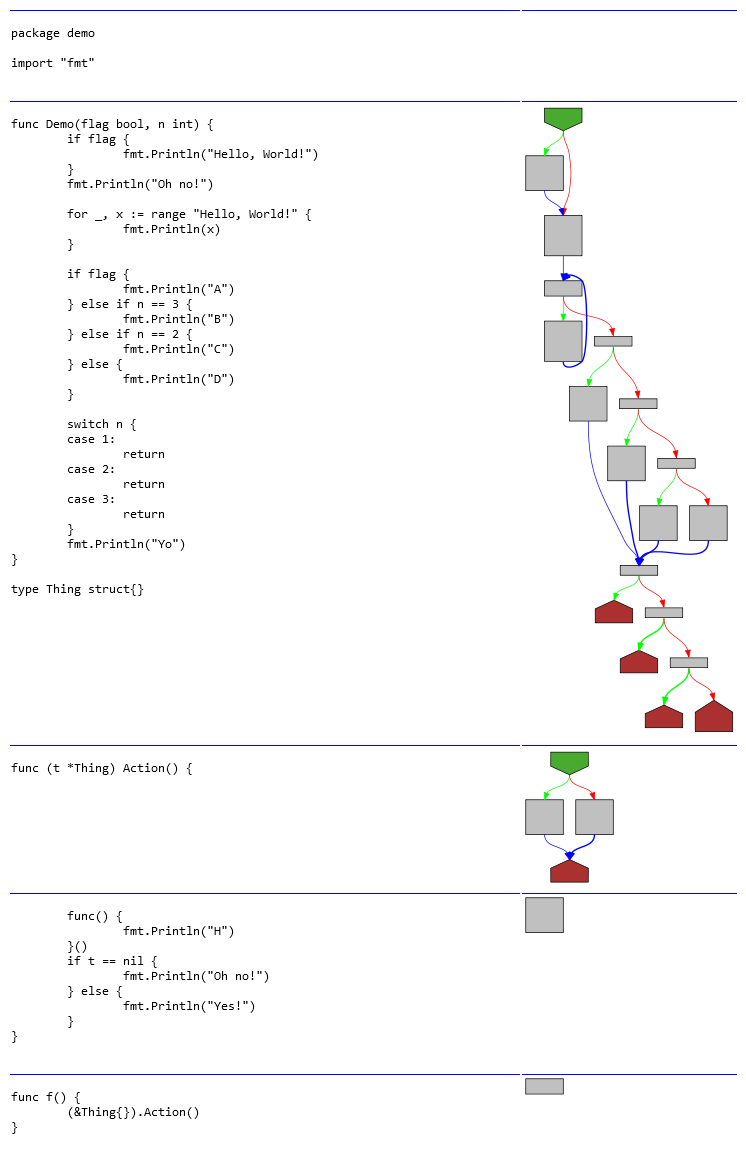 package demo
import "fmt"
func Demo(flag bool, n int) {
        if flag {
                fmt.Println("Hello, World!")
        }
        fmt.Println("Oh no!")
        for _, x := range "Hello, World!" {
                fmt.Println(x)
        }
        if flag {
                fmt.Println("A")
        } else if n == 3 {
                fmt.Println("B")
        } else if n == 2 {
                fmt.Println("C")
        } else {
                fmt.Println("D")
        }
        switch n {
        case 1:
                return
        case 2:
                return
        case 3:
                return
        }
        fmt.Println("Yo")
}
type Thing struct{}
func (t *Thing) Action() {
        func() {
                fmt.Println("H")
        }()
        if t == nil {
                fmt.Println("Oh no!")
        } else {
                fmt.Println("Yes!")
        }
}
func f() {
        (&Thing{}).Action()
}